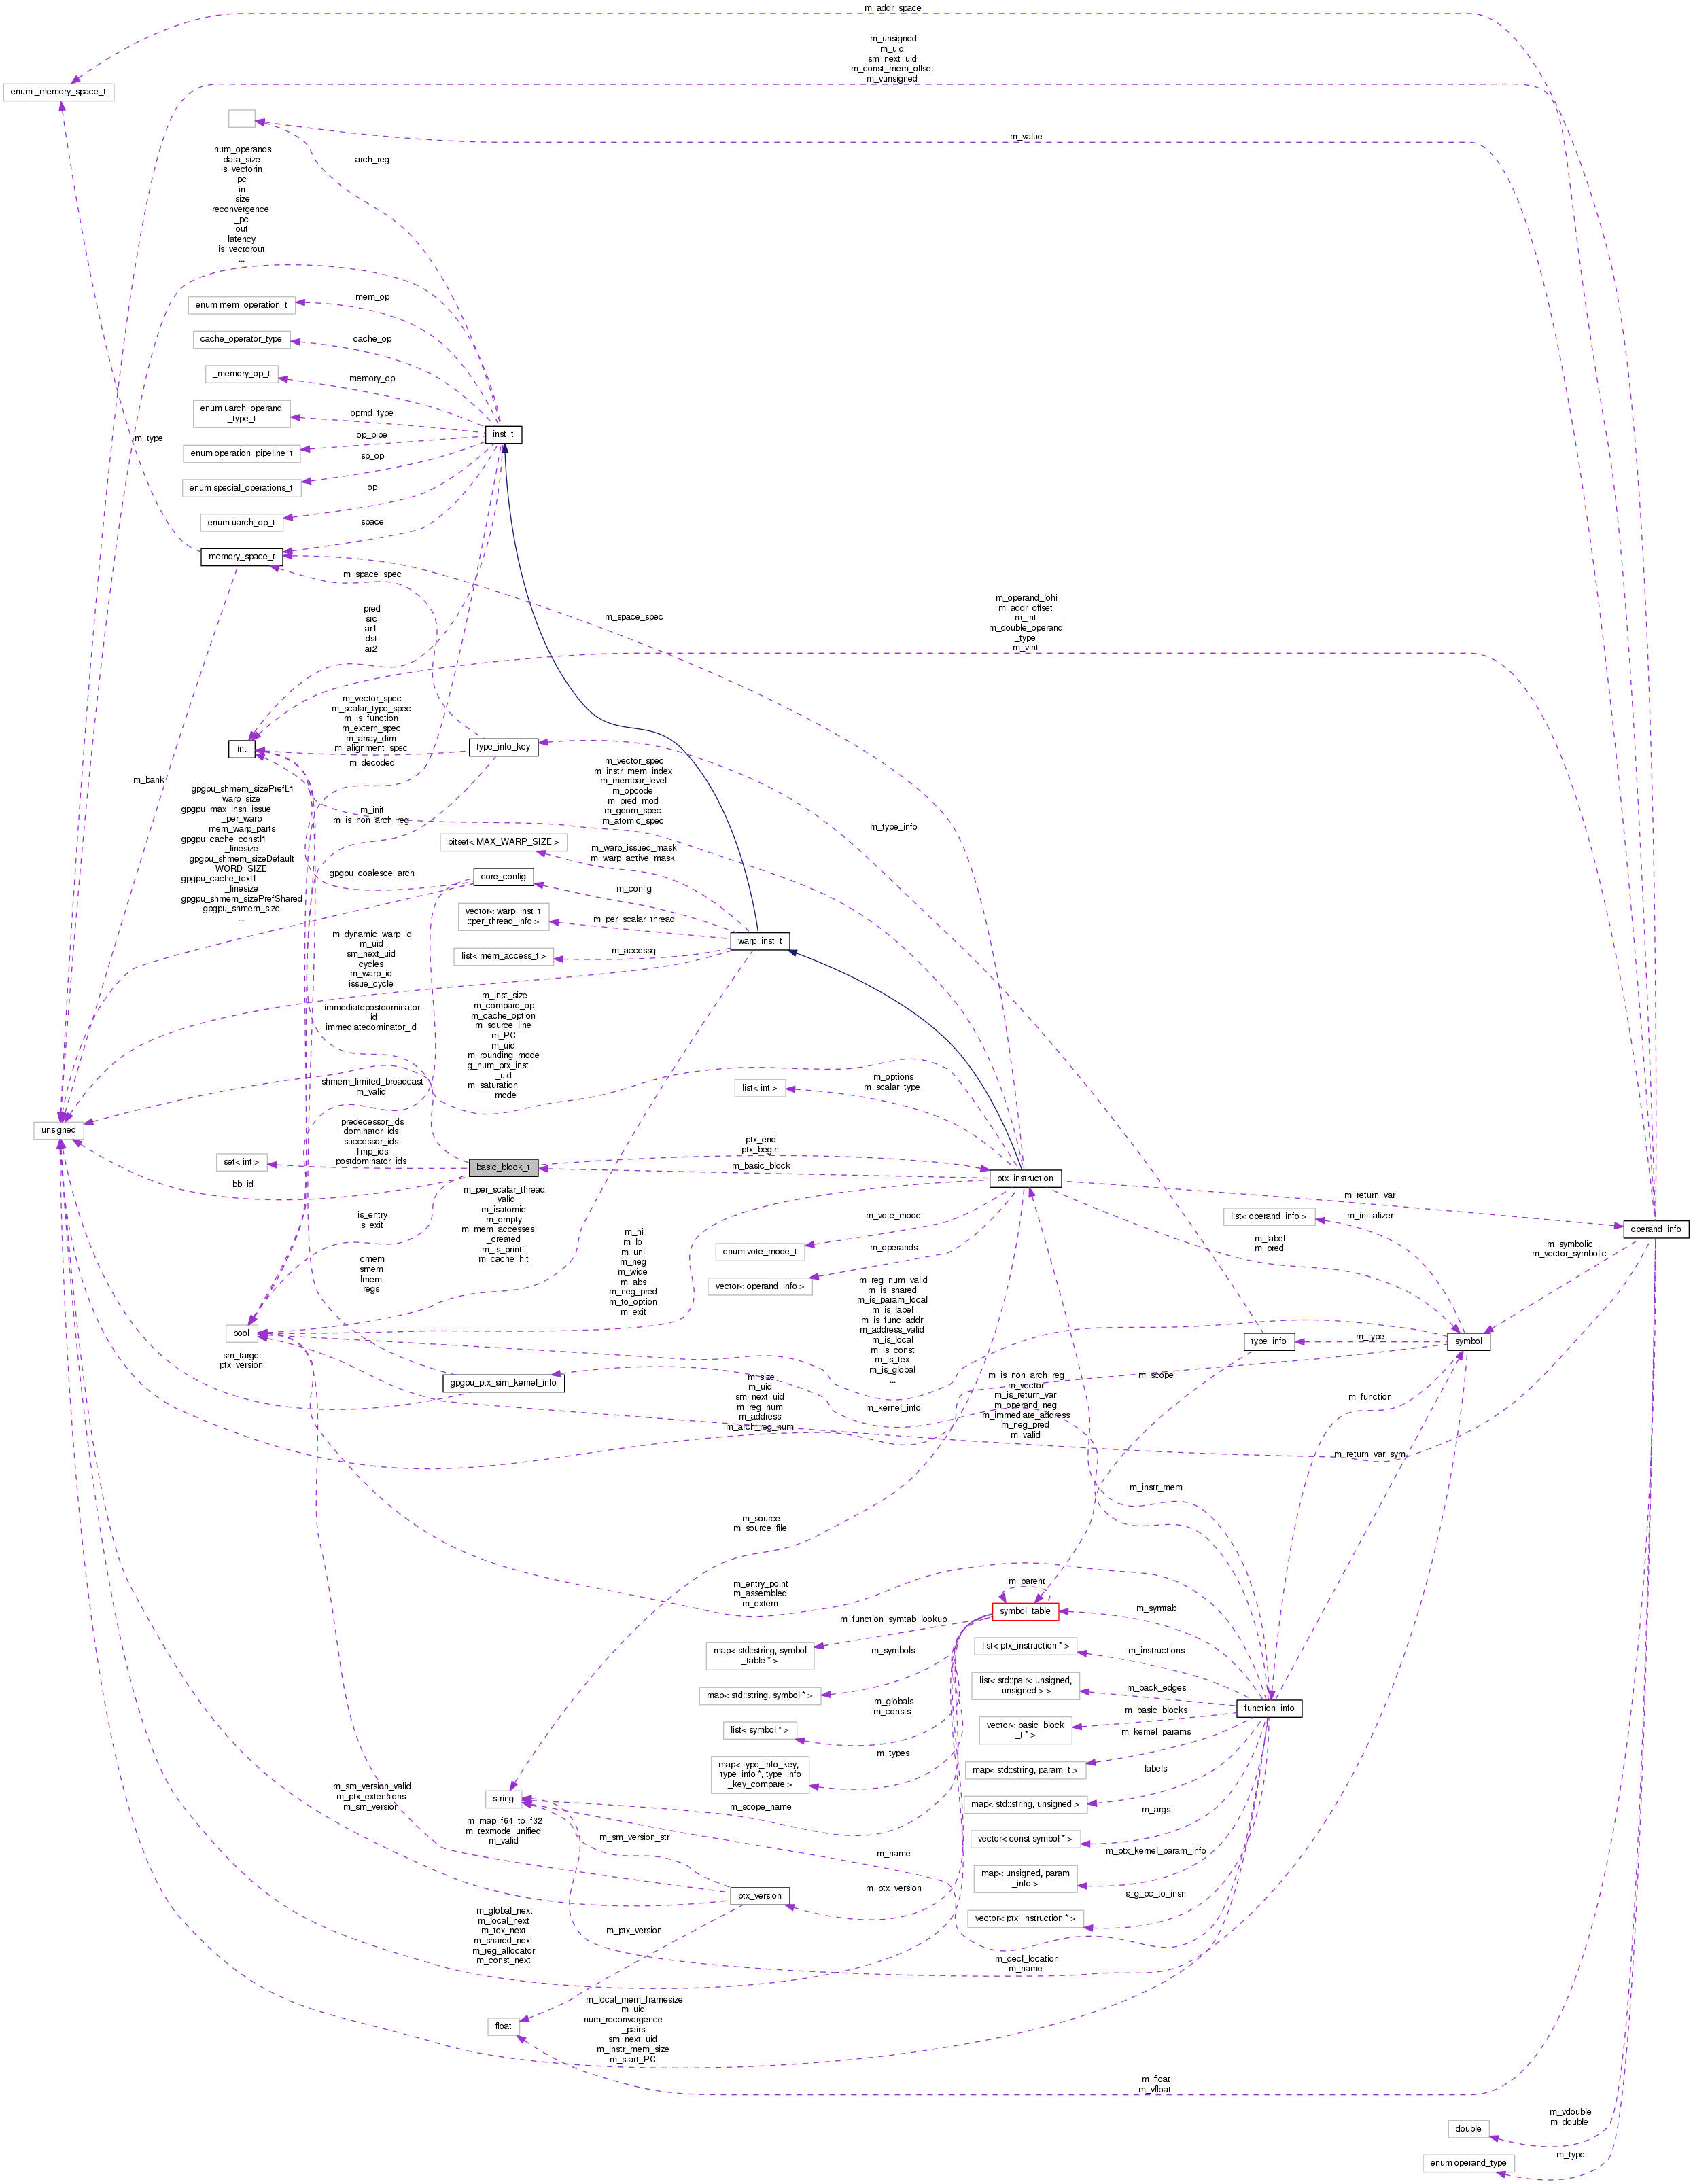 m_addr_space
m_unsigned
m_uid
sm_next_uid
m_const_mem_offset
m_vunsigned
enum _memory_space_t
m_value
arch_reg
num_operands
data_size
is_vectorin
pc
in
isize
reconvergence
_pc
out
latency
is_vectorout
...
mem_op
enum mem_operation_t
cache_op
cache_operator_type
memory_op
_memory_op_t
enum uarch_operand
_type_t
oprnd_type
inst_t
m_type
op_pipe
enum operation_pipeline_t
sp_op
enum special_operations_t
op
enum uarch_op_t
space
memory_space_t
m_space_spec
m_space_spec
pred
src
ar1
dst
ar2
m_operand_lohi
m_addr_offset
m_int
m_double_operand
_type
m_vint
m_vector_spec
m_scalar_type_spec
m_is_function
m_extern_spec
m_array_dim
m_alignment_spec
int
type_info_key
m_decoded
m_bank
m_vector_spec
m_instr_mem_index
m_membar_level
m_opcode
m_pred_mod
m_geom_spec
m_atomic_spec
m_type_info
gpgpu_shmem_sizePrefL1
warp_size
gpgpu_max_insn_issue
_per_warp
mem_warp_parts
gpgpu_cache_constl1
_linesize
gpgpu_shmem_sizeDefault
WORD_SIZE
gpgpu_cache_texl1
_linesize
gpgpu_shmem_sizePrefShared
gpgpu_shmem_size
...
m_init
m_is_non_arch_reg
bitset< MAX_WARP_SIZE >
m_warp_issued_mask
m_warp_active_mask
gpgpu_coalesce_arch
core_config
m_config
vector< warp_inst_t
::per_thread_info >
m_per_scalar_thread
warp_inst_t
list< mem_access_t >
m_accessq
m_dynamic_warp_id
m_uid
sm_next_uid
cycles
m_warp_id
issue_cycle
immediatepostdominator
_id
immediatedominator_id
m_inst_size
m_compare_op
m_cache_option
m_source_line
m_PC
m_uid
m_rounding_mode
g_num_ptx_inst
_uid
m_saturation
_mode
shmem_limited_broadcast
m_valid
list< int >
m_options
m_scalar_type
unsigned
predecessor_ids
dominator_ids
successor_ids
Tmp_ids
postdominator_ids
set< int >
basic_block_t
ptx_end
ptx_begin
m_basic_block
ptx_instruction
bb_id
m_return_var
operand_info
m_per_scalar_thread
_valid
m_isatomic
m_empty
m_mem_accesses
_created
m_is_printf
m_cache_hit
is_entry
is_exit
m_hi
m_lo
m_uni
m_neg
m_wide
m_abs
m_neg_pred
m_to_option
m_exit
m_vote_mode
enum vote_mode_t
m_operands
vector< operand_info >
list< operand_info >
m_initializer
m_label
m_pred
m_symbolic
m_vector_symbolic
cmem
smem
lmem
regs
m_reg_num_valid
m_is_shared
m_is_param_local
m_is_label
m_is_func_addr
m_address_valid
m_is_local
m_is_const
m_is_tex
m_is_global
...
bool
type_info
m_type
symbol
sm_target
ptx_version
gpgpu_ptx_sim_kernel_info
m_size
m_uid
sm_next_uid
m_reg_num
m_address
m_arch_reg_num
m_kernel_info
m_is_non_arch_reg
m_vector
m_is_return_var
m_operand_neg
m_immediate_address
m_neg_pred
m_valid
m_scope
m_function
m_return_var_sym
m_instr_mem
m_source
m_source_file
m_entry_point
m_assembled
m_extern
m_parent
symbol_table
m_symtab
m_function_symtab_lookup
map< std::string, symbol
_table * >
m_symbols
map< std::string, symbol * >
m_globals
m_consts
list< symbol * >
m_types
map< type_info_key,
type_info *, type_info
_key_compare >
m_scope_name
list< ptx_instruction * >
m_instructions
list< std::pair< unsigned,
unsigned > >
m_back_edges
function_info
vector< basic_block
_t * >
m_basic_blocks
m_kernel_params
map< std::string, param_t >
labels
map< std::string, unsigned >
m_args
vector< const symbol * >
m_ptx_kernel_param_info
map< unsigned, param
_info >
s_g_pc_to_insn
vector< ptx_instruction * >
string
m_sm_version_valid
m_ptx_extensions
m_sm_version
m_map_f64_to_f32
m_texmode_unified
m_valid
m_sm_version_str
m_name
m_ptx_version
ptx_version
m_global_next
m_local_next
m_tex_next
m_shared_next
m_reg_allocator
m_const_next
m_ptx_version
m_decl_location
m_name
float
m_local_mem_framesize
m_uid
num_reconvergence
_pairs
sm_next_uid
m_instr_mem_size
m_start_PC
m_float
m_vfloat
m_vdouble
m_double
double
m_type
enum operand_type